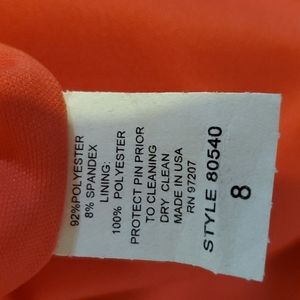 92%POLYESTER
8% SPANDEX
LINING:
100% POLYESTER
PROTECT PIN PRIOR
TO CLEANING
DRY CLEAN
MADE IN USA
RN 97207
STYLE 80540
8